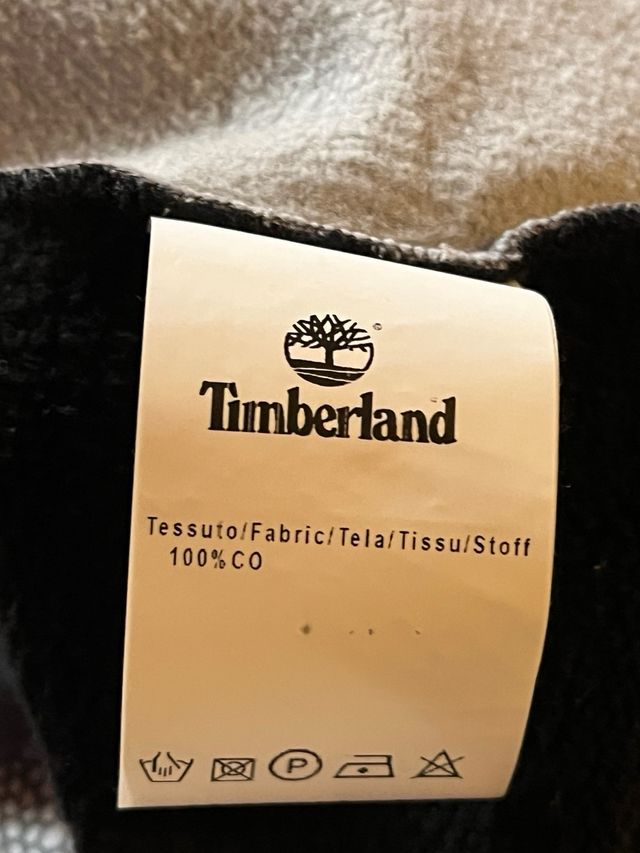 Timberland
Tessuto/Fabric/Tela/Tissu/Stoff
100% CO
P